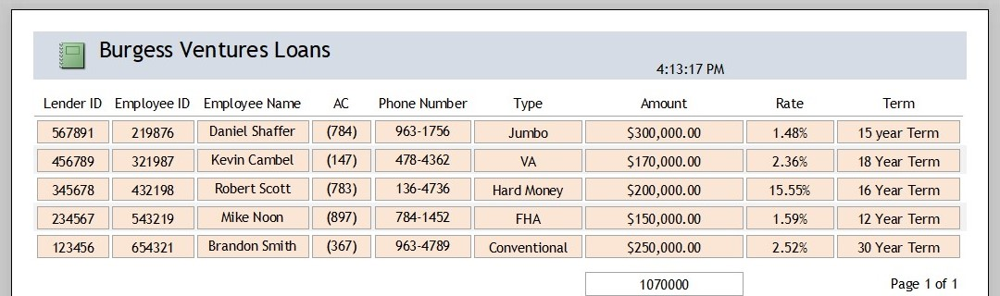 Burgess Ventures Loans
4:13:17 PM
Lender ID Employee ID Employee Name AC Phone Number Type Amount Rate Term
567891 219876 Daniel Shaffer (784) 963-1756 Jumbo $300,000.00 1.48% 15 year Term
456789 321987 Kevin Cambel (147) 478-4362 VA $170,000.00 2.36% 18 Year Term
345678 432198 Robert Scott (783) 136-4736 Hard Money $200,000.00 15.55% 16 Year Term
234567 543219 Mike Noon (897) 784-1452 FHA $150,000.00 1.59% 12 Year Term
123456 654321 Brandon Smith (367) 963-4789 Conventional $250,000.00 2.52% 30 Year Term
1070000 Page 1 of 1